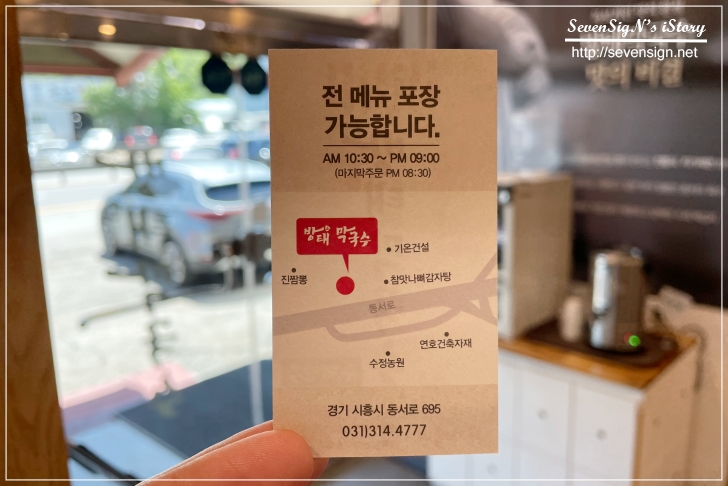 SevenSigN's iStory
http://sevensign.net
전 메뉴 포장
가능합니다.
AM 10:30 ~ PM 09:00
(마지막주문 PM 08:30)
방태 막국수
기온건설
진짬뽕
참맛나뼈감자탕
동서로
연호건축자재
수정농원
경기 시흥시 동서로 695
031)314.4777